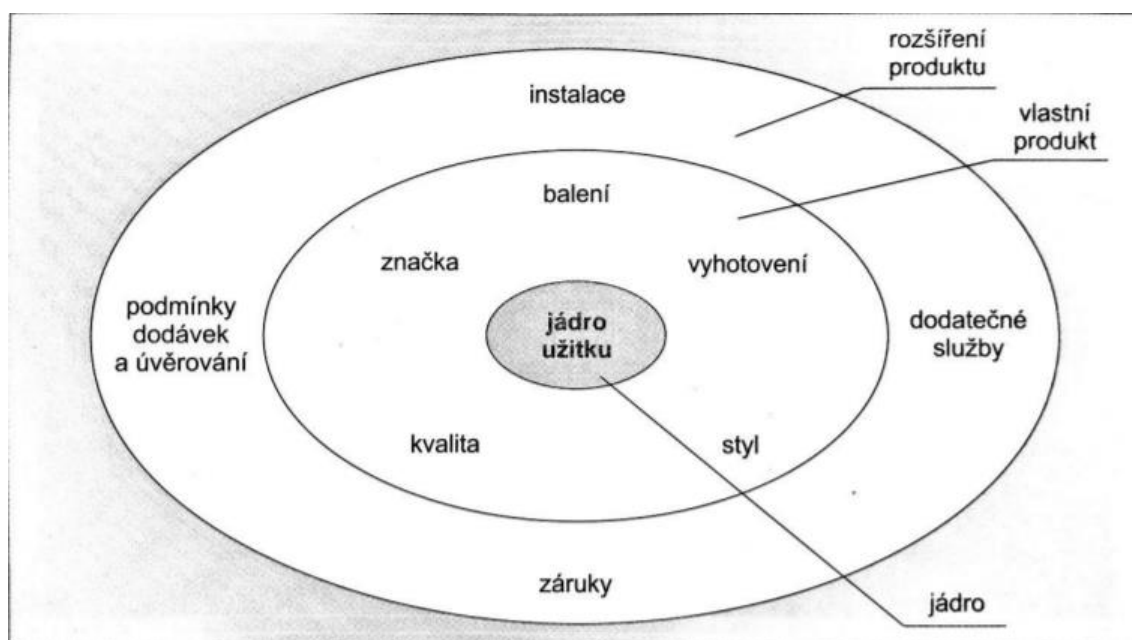 rozšíření
produktu
instalace
vlastní
produkt
balení
značka
vyhotovení
podmínky
dodávek
a úvěrování
jádro
užitku
dodatečné
služby
kvalita
styl
záruky
jádro